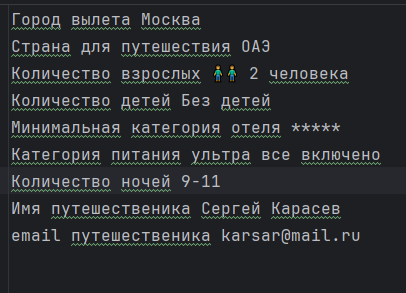 Город вылета Москва
Страна для путешествия ОАЭ
Количество взрослых 🧍🧍 2 человека
Количество детей Без детей
Минимальная категория отеля *****
Категория питания ультра все включено
Количество ночей 9-11
Имя путешественика Сергей Карасев
email путешественика karsar@mail.ru